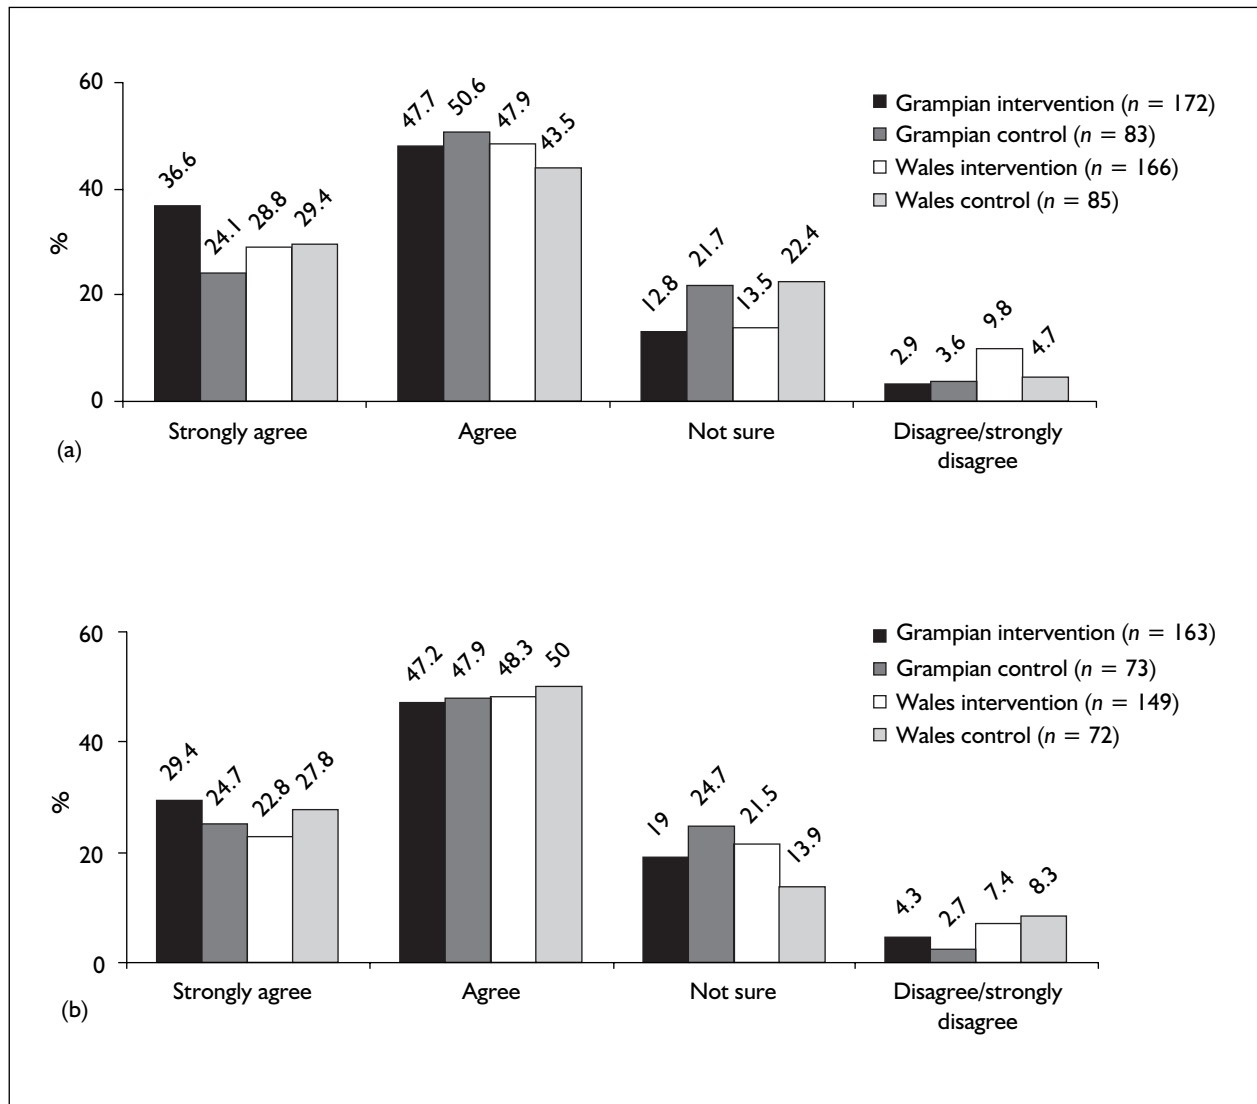 60
40
20
0
%
36.6
24.1
28.8
29.4
47.7
50.6
47.9
43.5
12.8
21.7
13.5
22.4
2.9
3.6
9.8
4.7
Grampian intervention (n = 172)
Grampian control (n = 83)
Wales intervention (n = 166)
Wales control (n = 85)
Strongly agree
Agree
Not sure
Disagree/strongly
disagree
(a)
60
40
20
0
%
29.4
24.7
22.8
27.8
47.2
47.9
48.3
50
19
24.7
21.5
13.9
4.3
2.7
7.4
8.3
Grampian intervention (n = 163)
Grampian control (n = 73)
Wales intervention (n = 149)
Wales control (n = 72)
Strongly agree
Agree
Not sure
Disagree/strongly
disagree
(b)